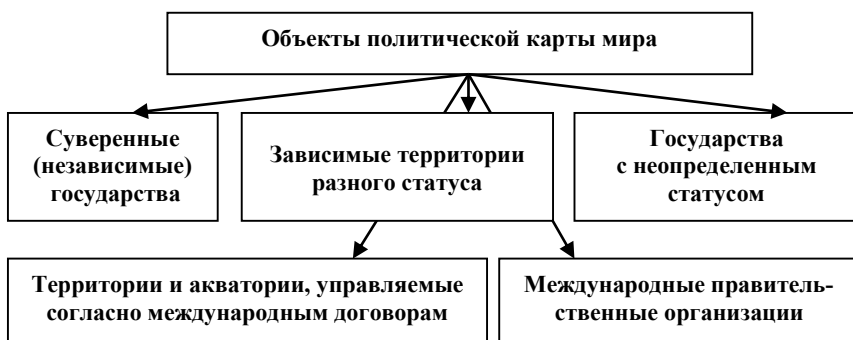 Объекты политической карты мира
Суверенные
(независимые)
государства
Зависимые территории
разного статуса
Государства
с неопределенным
статусом
Территории и акватории, управляемые
согласно международным договорам
Международные правитель-
ственные организации